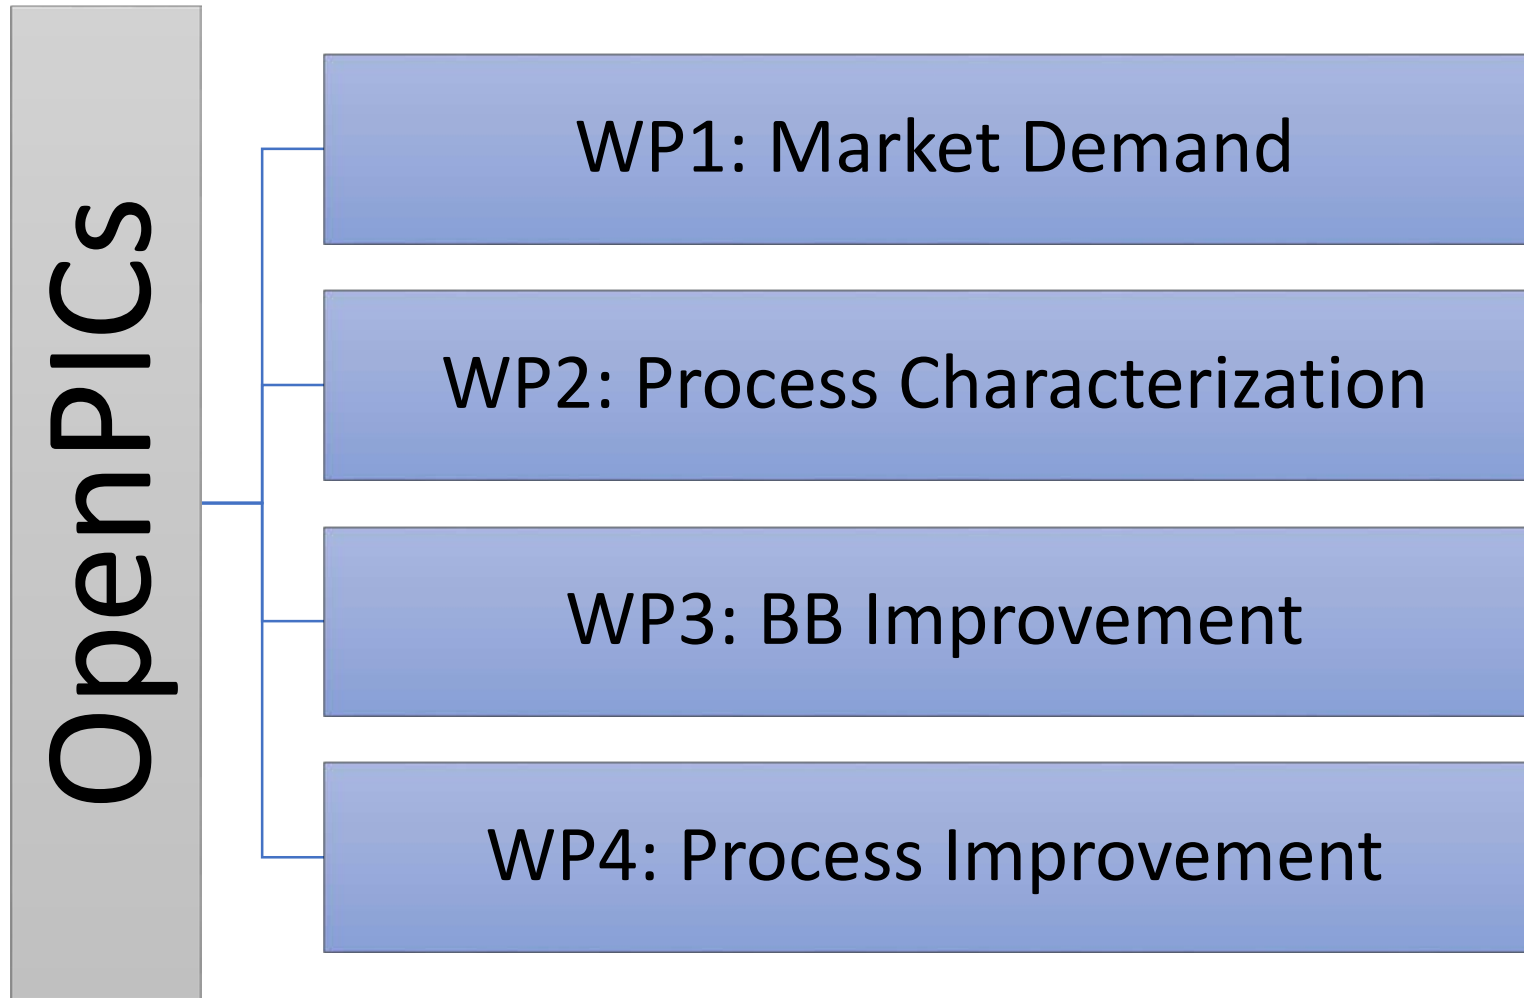 OpenPICs
WP1: Market Demand
WP2: Process Characterization
WP3: BB Improvement
WP4: Process Improvement